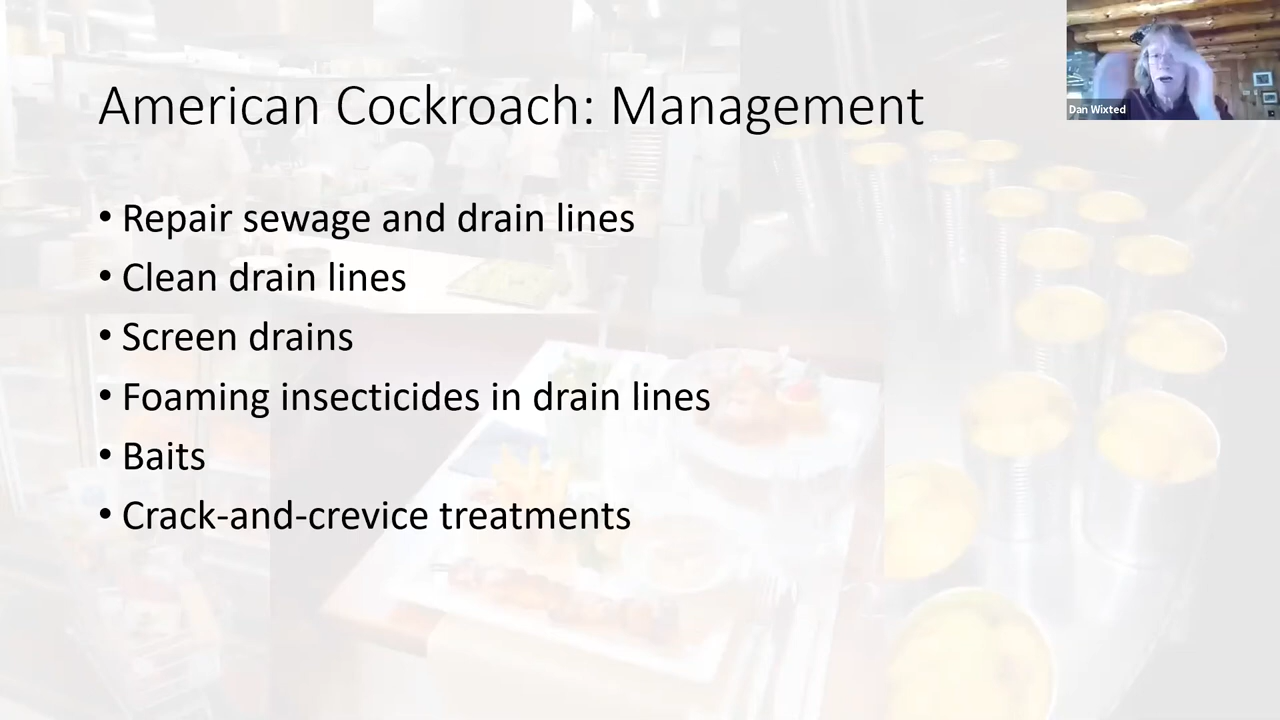 American Cockroach: Management
Dan Wixted
• Repair sewage and drain lines
• Clean drain lines
• Screen drains
• Foaming insecticides in drain lines
• Baits
• Crack-and-crevice treatments